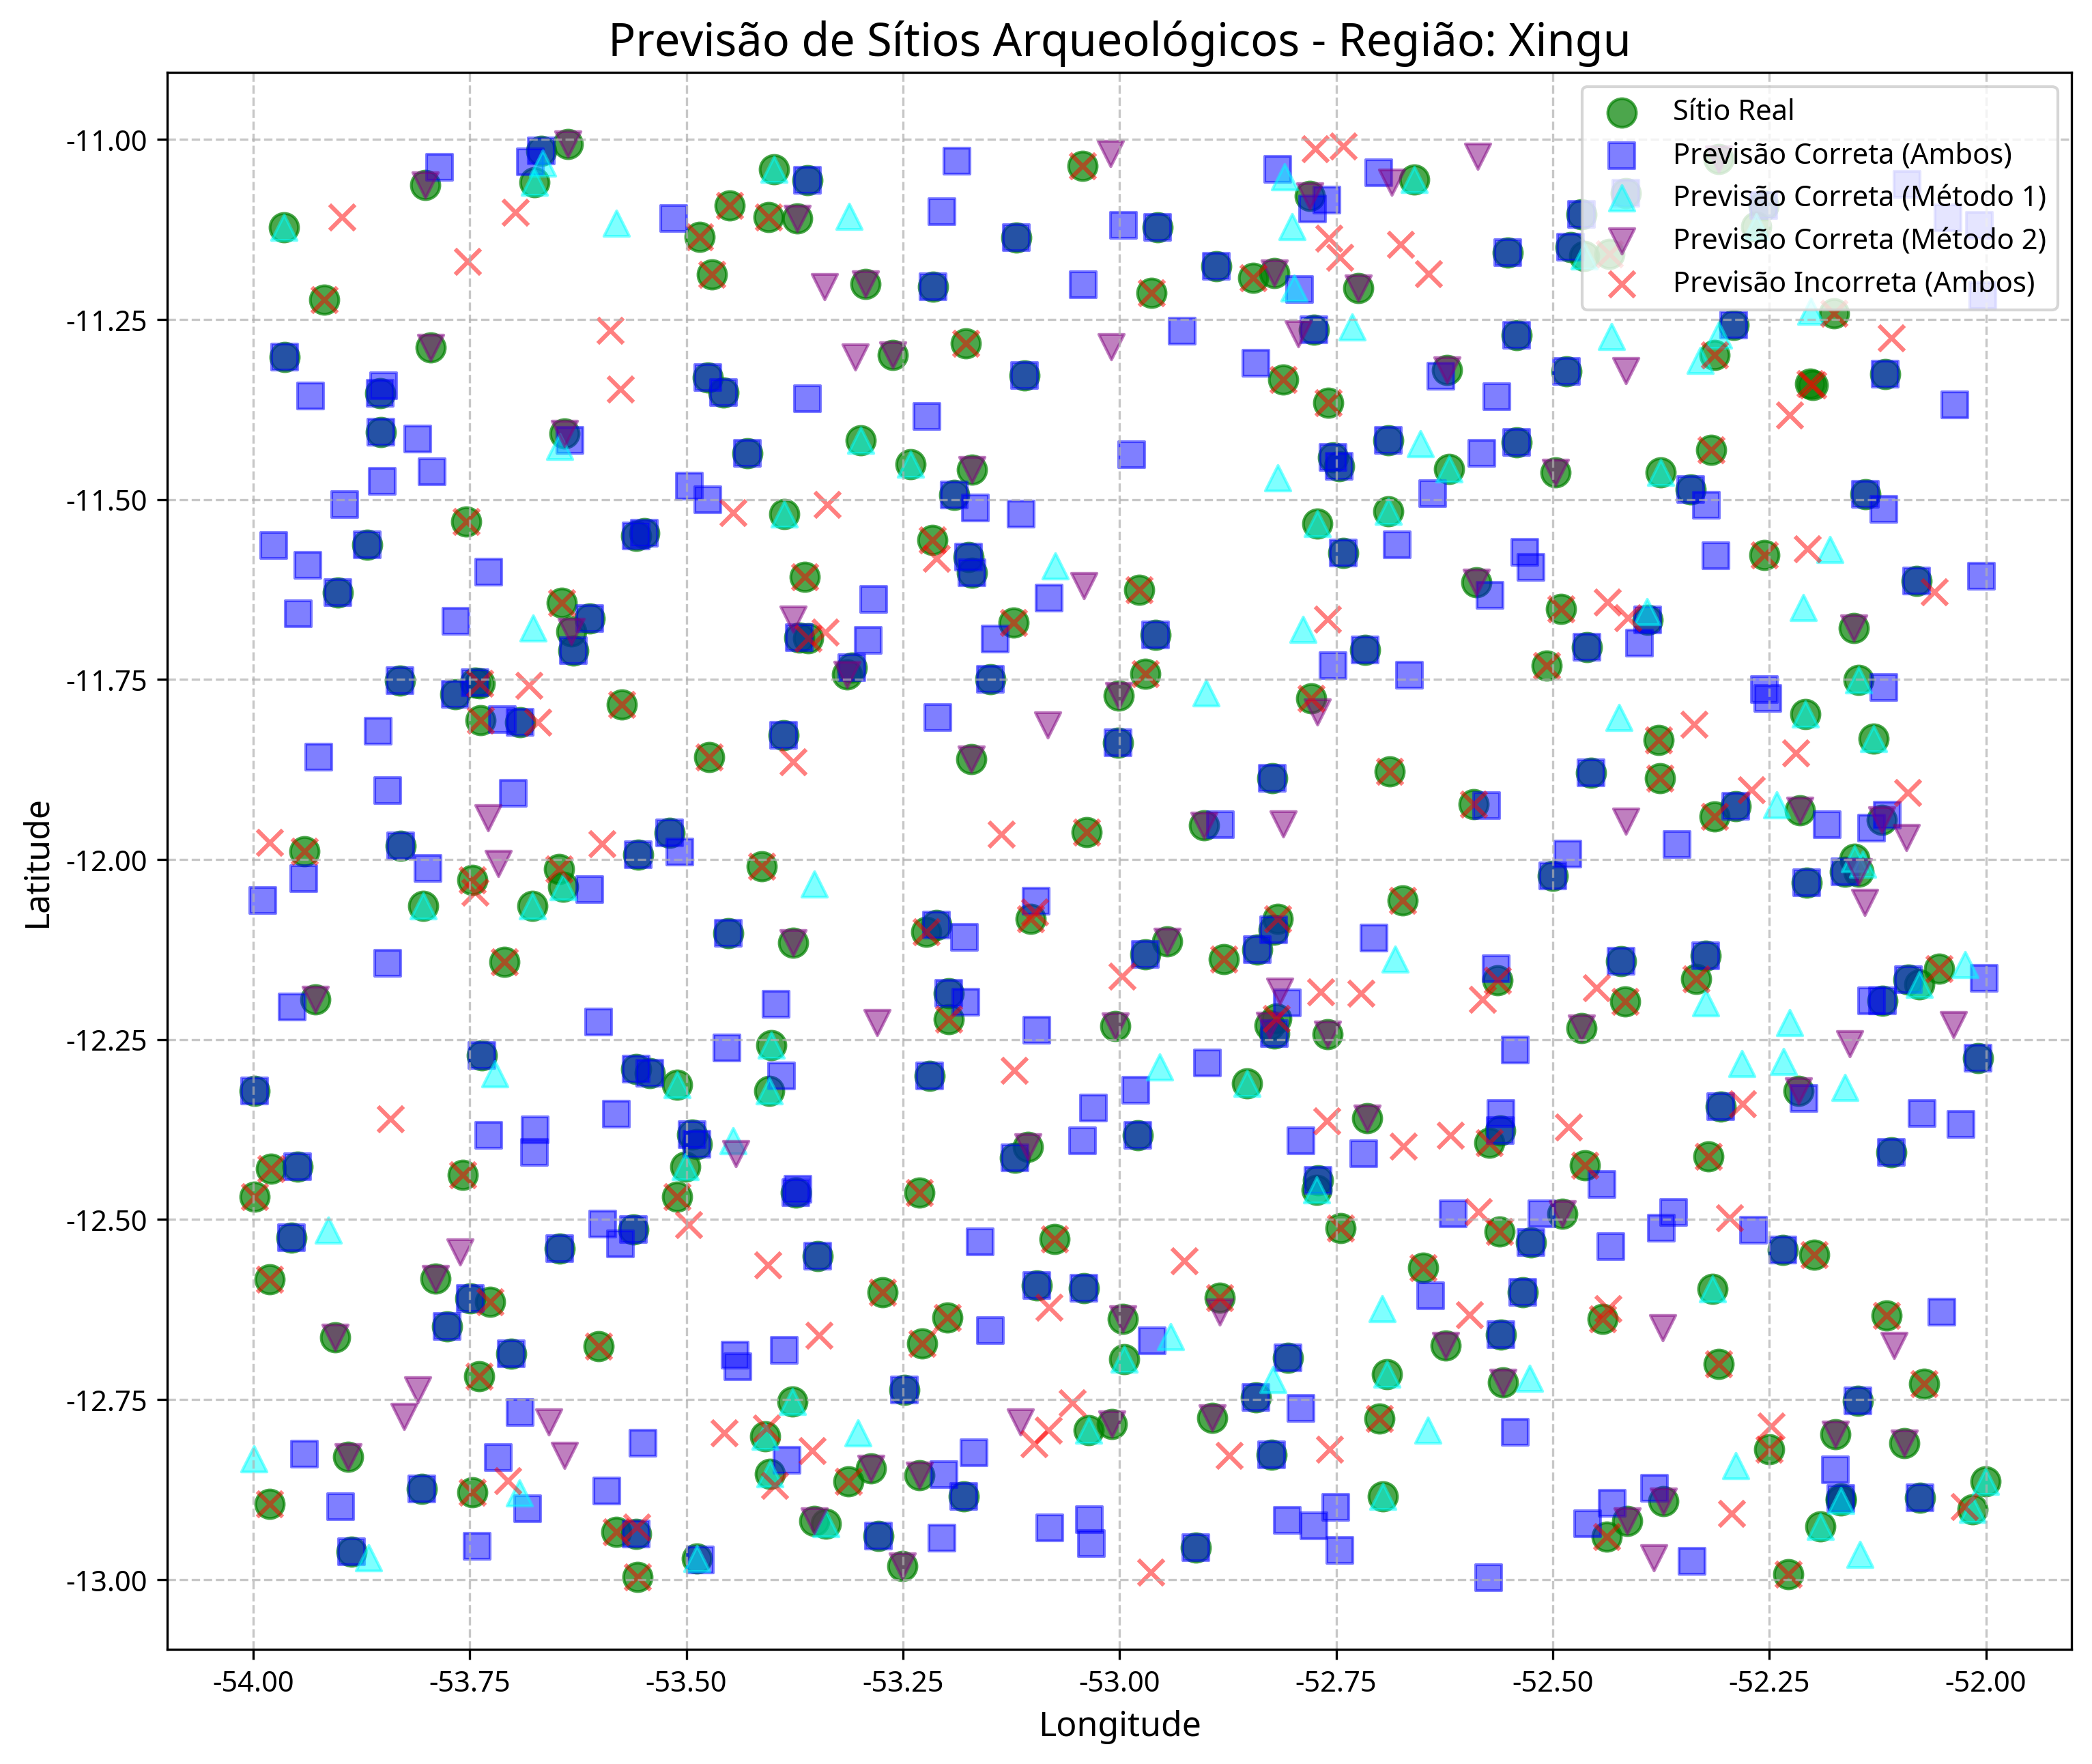 Previsão de Sítios Arqueológicos - Região: Xingu
Sítio Real
Previsão Correta (Ambos)
Previsão Correta (Método 1)
Previsão Correta (Método 2)
Previsão Incorreta (Ambos)
-11.00
-11.25
-11.50
-11.75
-12.00
-12.25
-12.50
-12.75
-13.00
Latitude
-54.00
-53.75
-53.50
-53.25
-53.00
-52.75
-52.50
-52.25
-52.00
Longitude